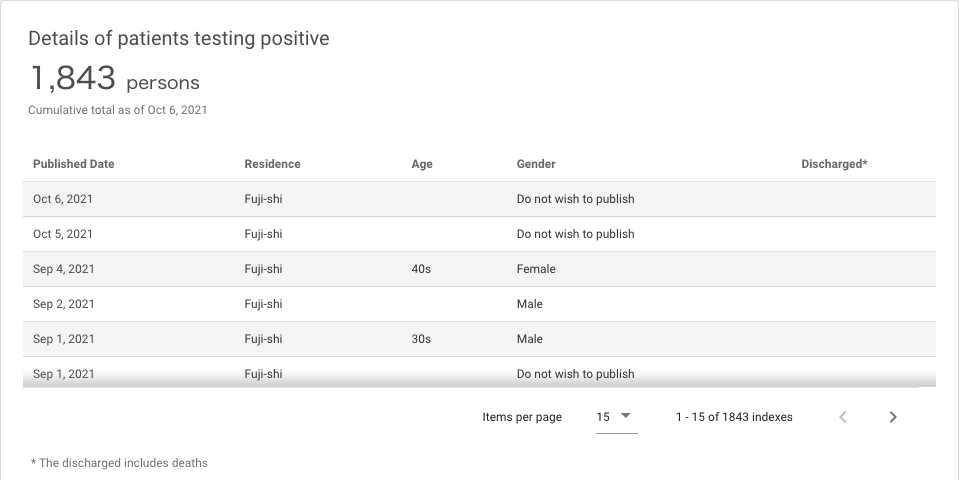 Details of patients testing positive
1,843 persons
Cumulative total as of Oct 6, 2021
Published Date Residence Age Gender Discharged*
Oct 6, 2021 Fuji-shi Do not wish to publish
Oct 5, 2021 Fuji-shi Do not wish to publish
Sep 4, 2021 Fuji-shi 40s Female
Sep 2, 2021 Fuji-shi Male
Sep 1, 2021 Fuji-shi 30s Male
Sep 1, 2021 Fuji-shi Do not wish to publish
Items per page 15 1 - 15 of 1843 indexes
* The discharged includes deaths